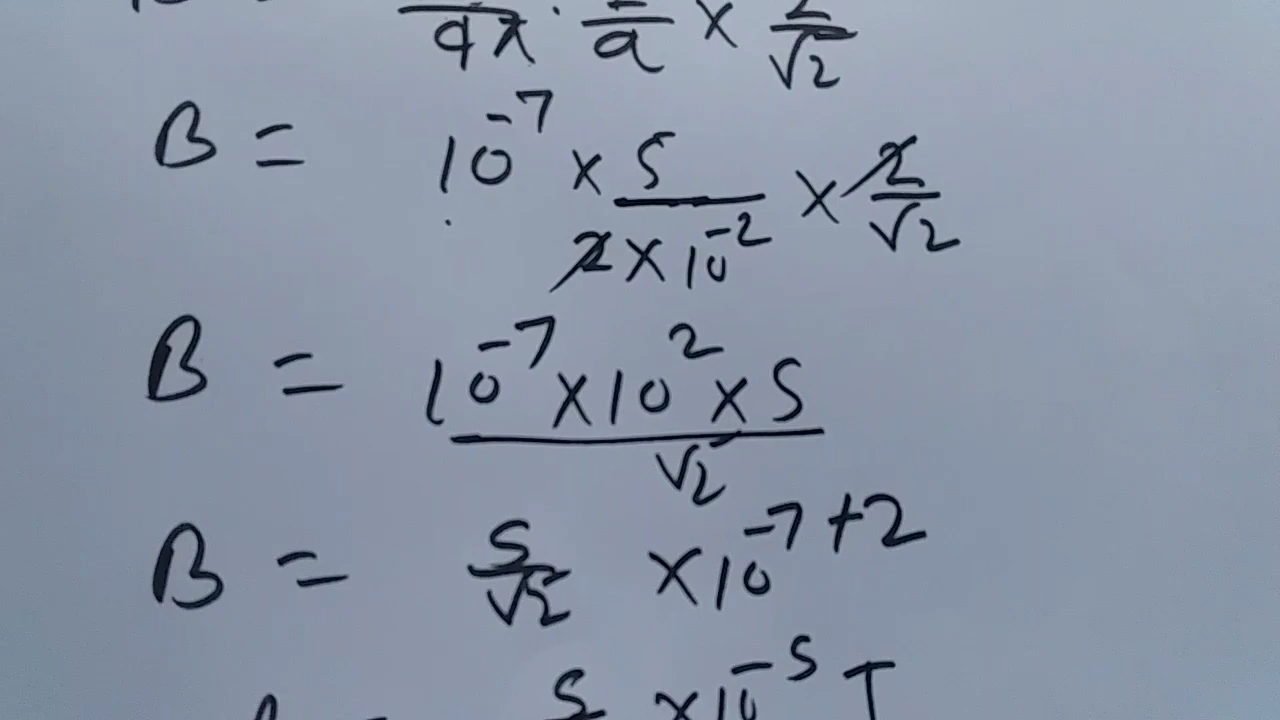 4π · a × 2/√2
B = 10⁻⁷ × 5/(2×10⁻²) × 2/√2
B = (10⁻⁷×10²×5)/√2
B = 5/√2 ×10⁻⁷⁺²
5 ×10⁻⁵ T